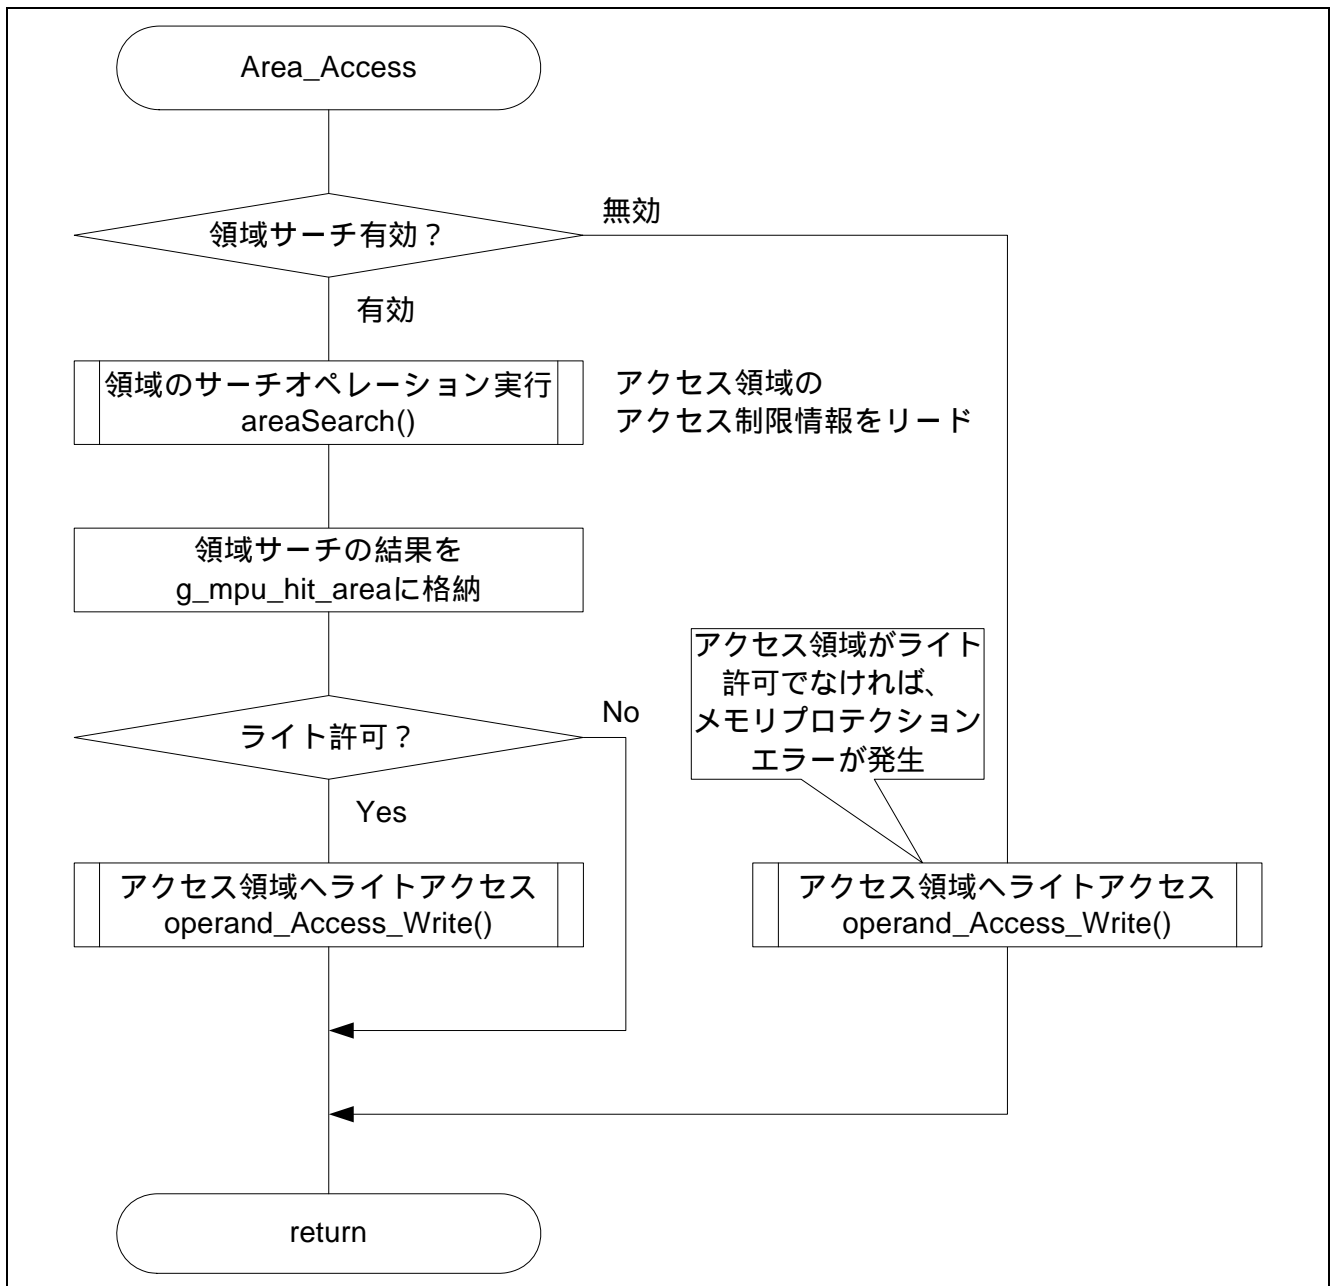 Area_Access
領域サーチ有効？
無効
有効
領域のサーチオペレーション実行
areaSearch()
アクセス領域の
アクセス制限情報をリード
領域サーチの結果を
g_mpu_hit_areaに格納
ライト許可？
No
Yes
アクセス領域がライト
許可でなければ、
メモリプロテクション
エラーが発生
アクセス領域へライトアクセス
operand_Access_Write()
アクセス領域へライトアクセス
operand_Access_Write()
return